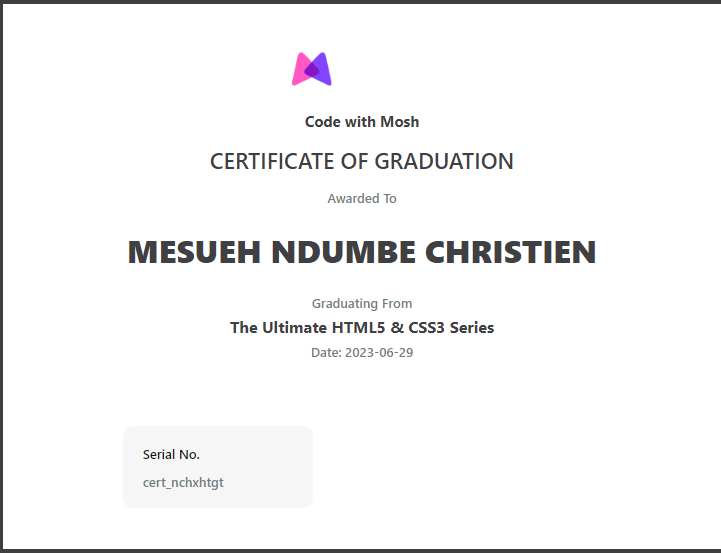 Code with Mosh
CERTIFICATE OF GRADUATION
Awarded To
MESUEH NDUMBE CHRISTIEN
Graduating From
The Ultimate HTML5 & CSS3 Series
Date: 2023-06-29
Serial No.
cert_nchxhtgt